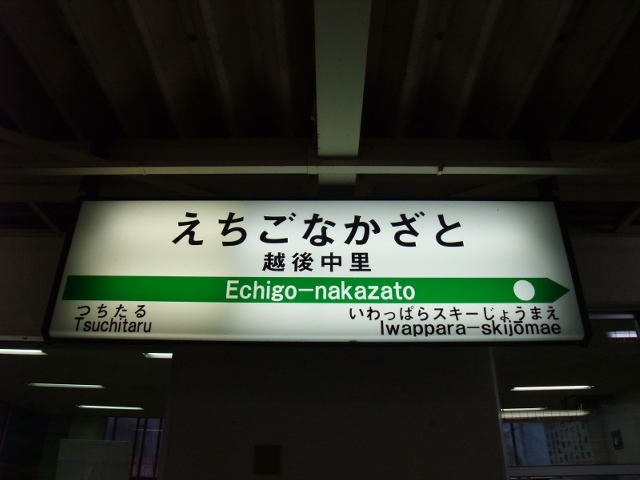 えちごなかざと
越後中里
Echigo-nakazato
つちたる
Tsuchitaru
いわっぱらスキーじょうまえ
Iwappara-skijōmae